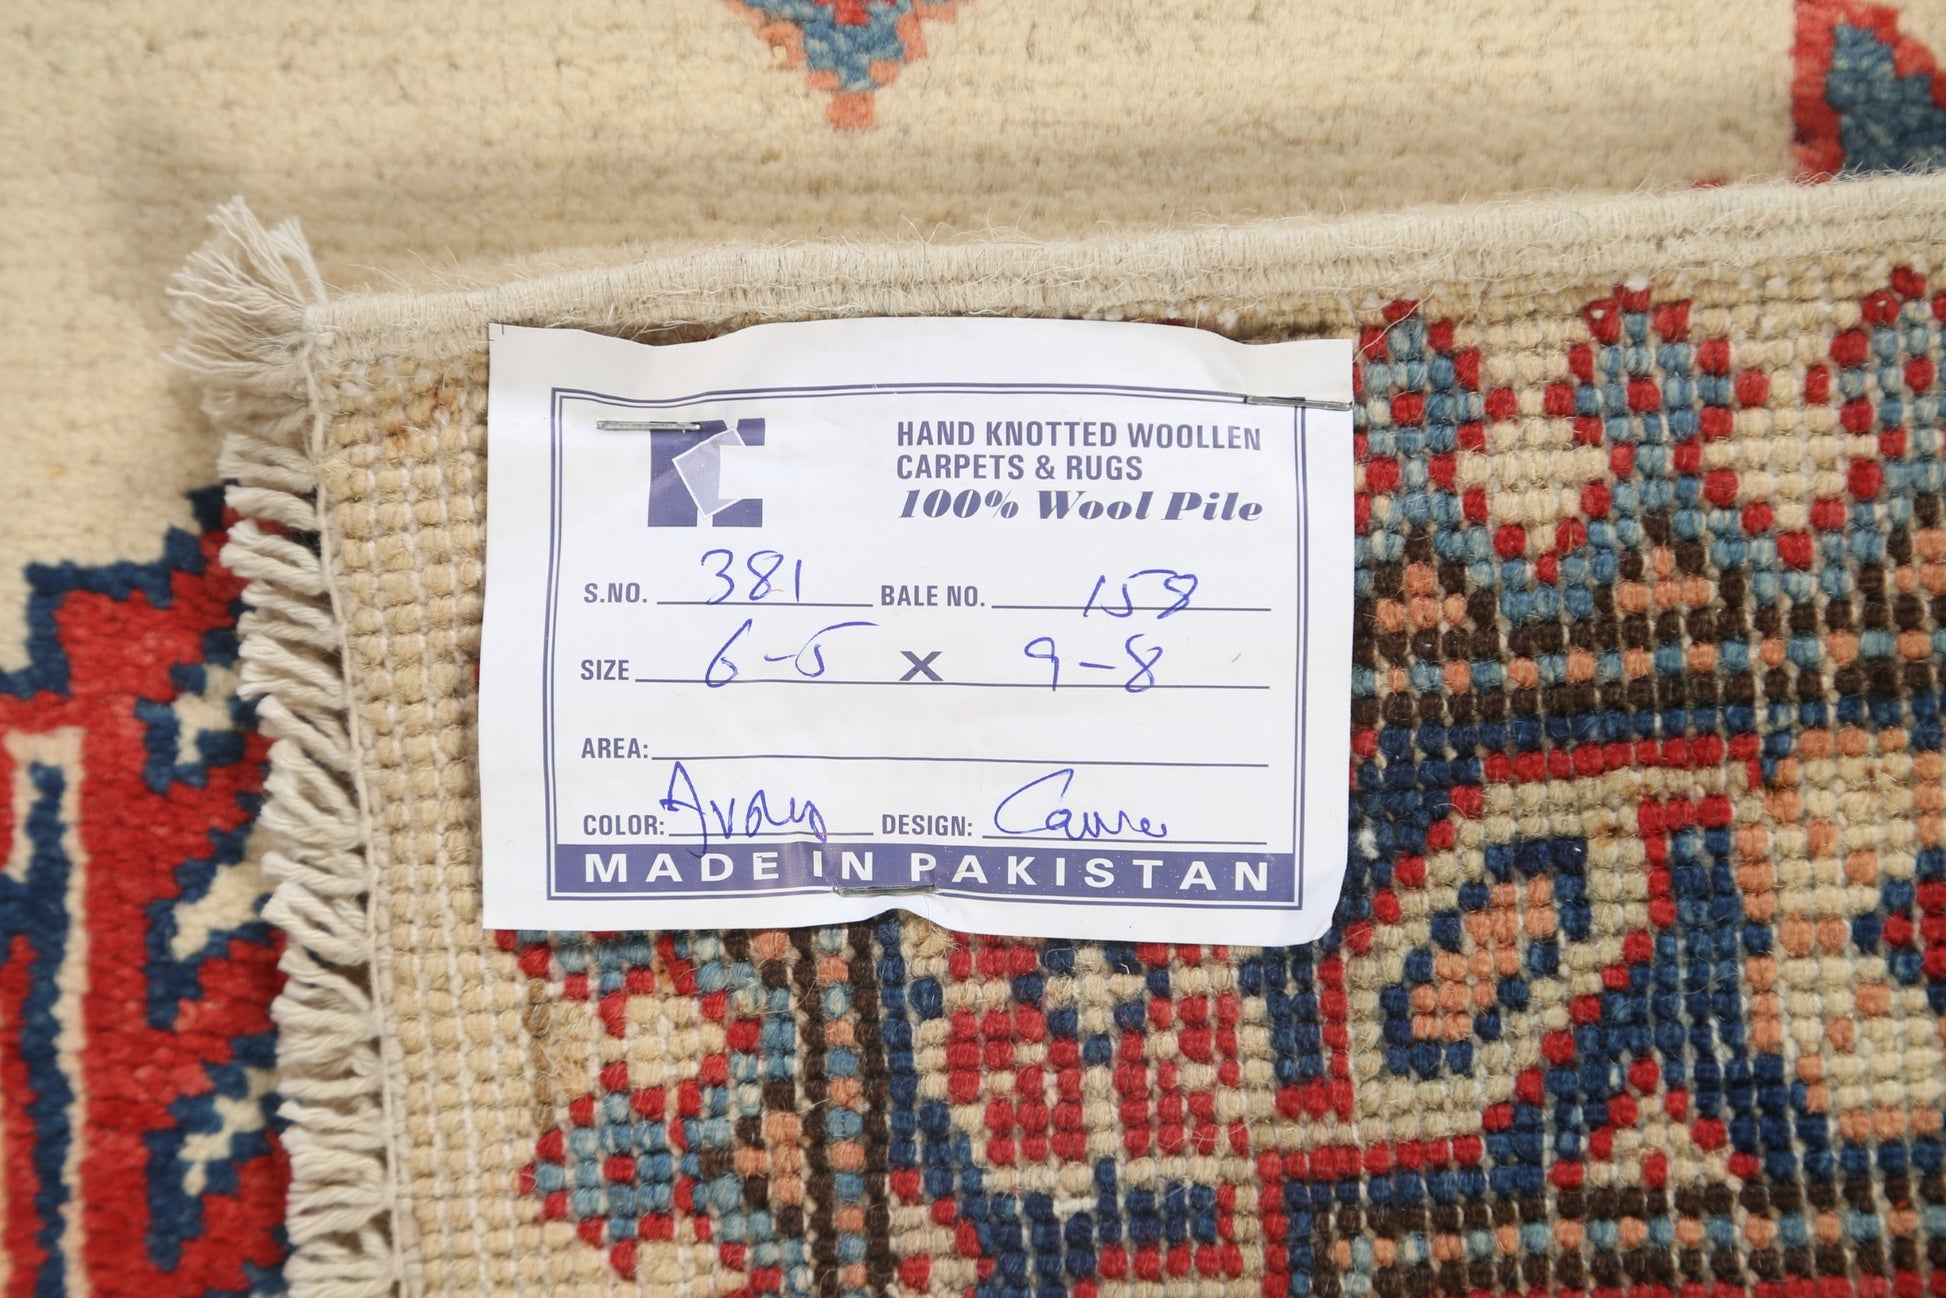 HAND KNOTTED WOOLLEN
CARPETS & RUGS
100% Wool Pile
S.NO. 381 BALE NO. 158
SIZE 6-5 X 9-8
AREA:
COLOR: Ivory DESIGN:
MADE IN PAKISTAN